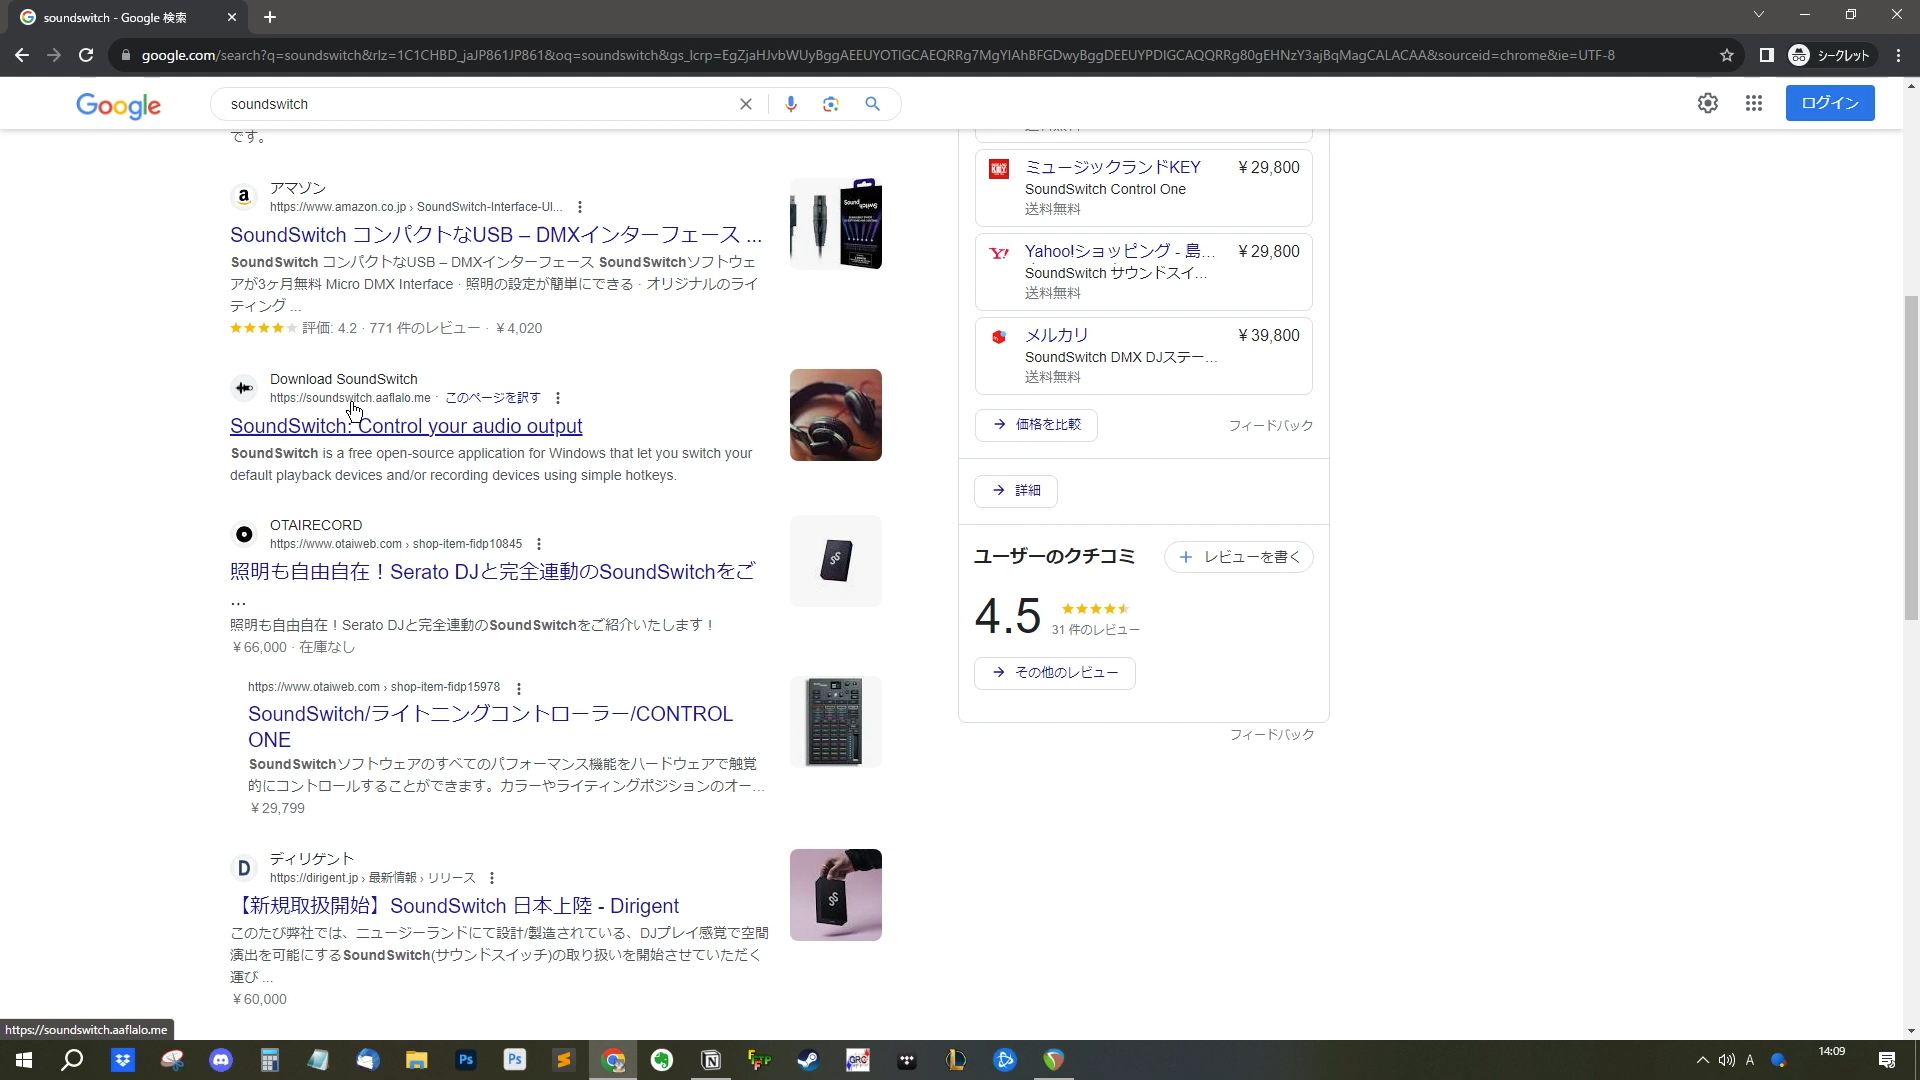 soundswitch - Google 検索
google.com/search?q=soundswitch&rlz=1C1CHBD_jaJP861JP861&oq=soundswitch&gs_lcrp=EgZjaHJvbWUyBggAEEUYOTIGCAEQRRg7MgYIAhBFGDwyBggDEEUYPDIGCAQQRRg80gEHNzY3ajBqMagCALACAA&sourceid=chrome&ie=UTF-8
シークレット
Google
soundswitch
ログイン
です。
アマゾン
https://www.amazon.co.jp › SoundSwitch-Interface-Ul...
SoundSwitch コンパクトなUSB – DMXインターフェース ...
SoundSwitch コンパクトなUSB – DMXインターフェース SoundSwitchソフトウェ
アが3ヶ月無料 Micro DMX Interface · 照明の設定が簡単にできる · オリジナルのライ
ティング ...
評価: 4.2 · 771 件のレビュー · ￥4,020
Download SoundSwitch
https://soundswitch.aaflalo.me · このページを訳す
SoundSwitch: Control your audio output
SoundSwitch is a free open-source application for Windows that let you switch your
default playback devices and/or recording devices using simple hotkeys.
OTAIRECORD
https://www.otaiweb.com › shop-item-fidp10845
照明も自由自在！Serato DJと完全連動のSoundSwitchをご
...
照明も自由自在！Serato DJと完全連動のSoundSwitchをご紹介いたします！
￥66,000 · 在庫なし
https://www.otaiweb.com › shop-item-fidp15978
SoundSwitch/ライトニングコントローラー/CONTROL
ONE
SoundSwitchソフトウェアのすべてのパフォーマンス機能をハードウェアで触覚
的にコントロールすることができます。カラーやライティングポジションのオー...
￥29,799
ディリゲント
https://dirigent.jp › 最新情報 › リリース
【新規取扱開始】SoundSwitch 日本上陸 - Dirigent
このたび弊社では、ニュージーランドにて設計/製造されている、DJプレイ感覚で空間
演出を可能にするSoundSwitch(サウンドスイッチ)の取り扱いを開始させていただく
運び ...
￥60,000
ミュージックランドKEY ￥29,800
SoundSwitch Control One
送料無料
Yahoo!ショッピング - 島... ￥29,800
SoundSwitch サウンドスイ...
送料無料
メルカリ ￥39,800
SoundSwitch DMX DJステー...
送料無料
価格を比較 フィードバック
詳細
ユーザーのクチコミ
レビューを書く
4.5
31 件のレビュー
その他のレビュー
フィードバック
https://soundswitch.aaflalo.me
Ps
Ps
A
14:09